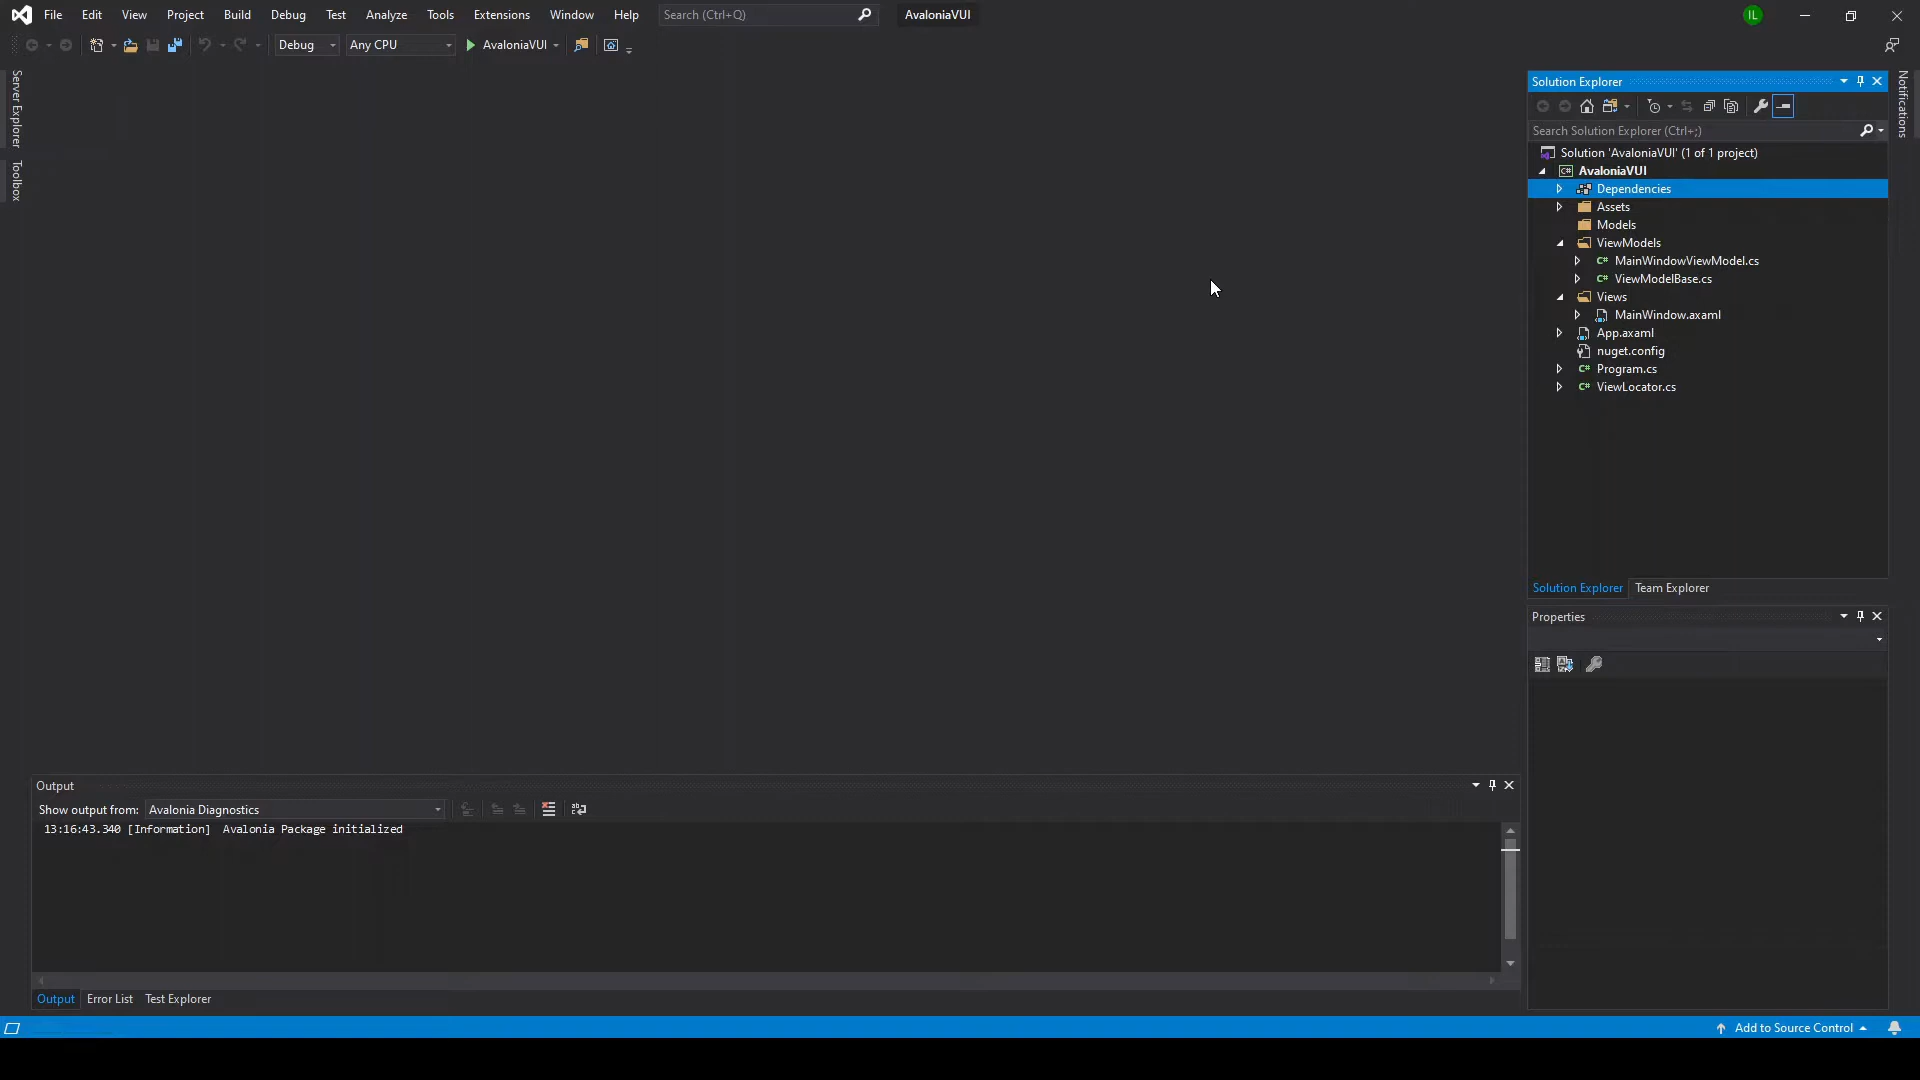 File Edit View Project Build Debug Test Analyze Tools Extensions Window Help Search (Ctrl+Q) AvaloniaVUI IL
Debug Any CPU AvaloniaVUI
Server Explorer
Toolbox
Solution Explorer
Search Solution Explorer (Ctrl+;)
Solution 'AvaloniaVUI' (1 of 1 project)
AvaloniaVUI
Dependencies
Assets
Models
ViewModels
MainWindowViewModel.cs
ViewModelBase.cs
Views
MainWindow.axaml
App.axaml
nuget.config
Program.cs
ViewLocator.cs
Solution Explorer Team Explorer
Properties
Notifications
Output
Show output from: Avalonia Diagnostics
13:16:43.340 [Information] Avalonia Package initialized
Output Error List Test Explorer
Add to Source Control